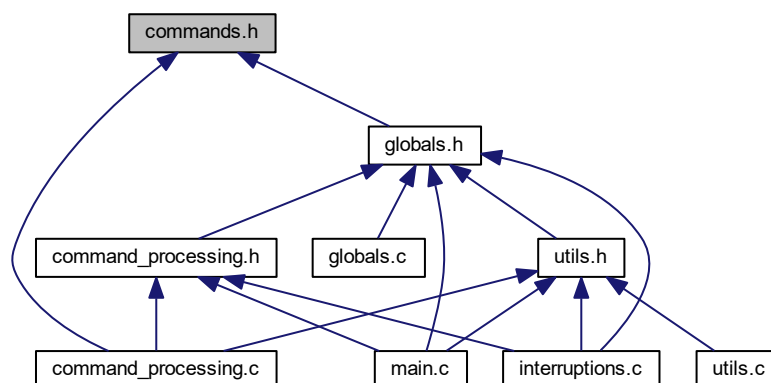 commands.h
globals.h
command_processing.h
globals.c
utils.h
command_processing.c
main.c
interruptions.c
utils.c